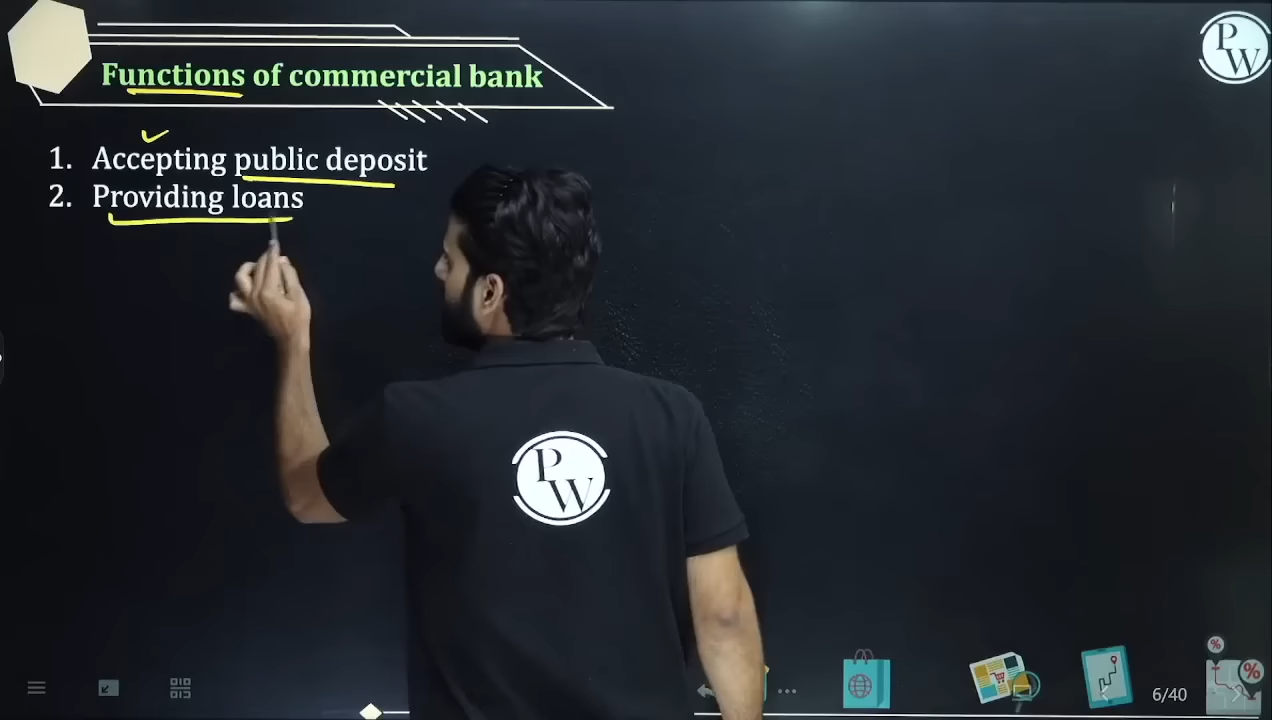 Functions of commercial bank
PW
1. Accepting public deposit
2. Providing loans
PW
%
%
6/40